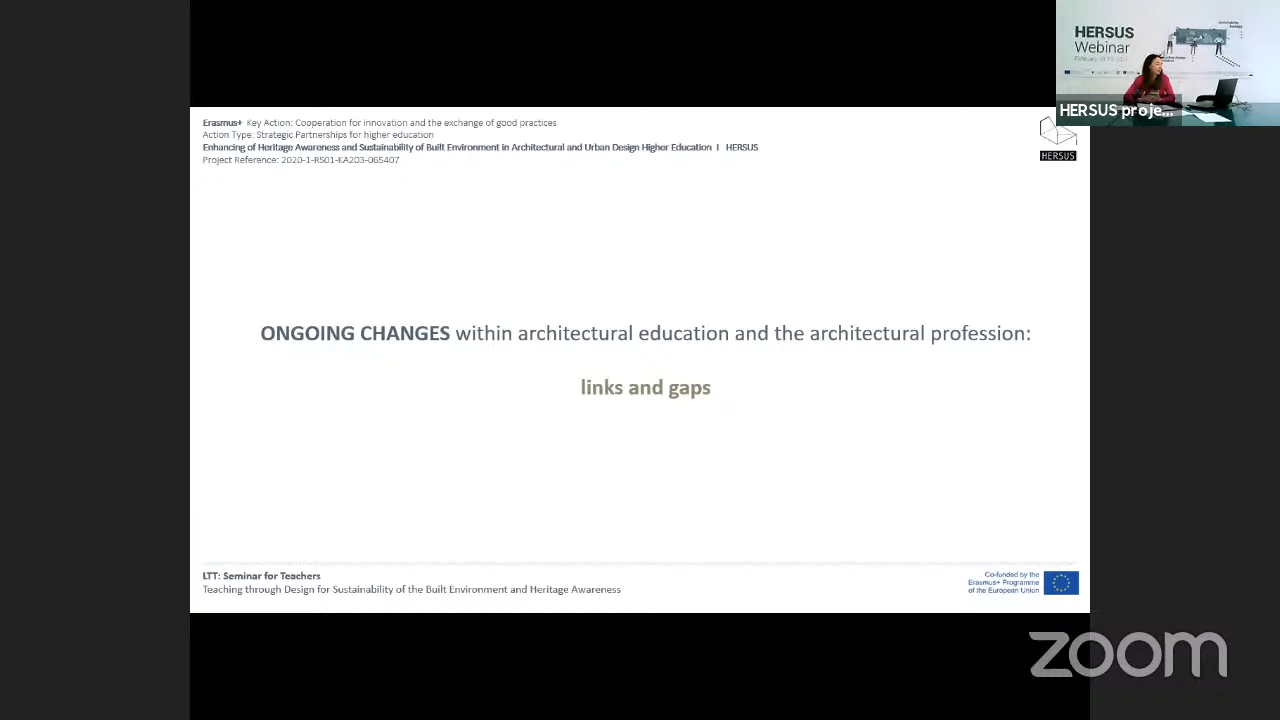 Erasmus+ Key Action: Cooperation for innovation and the exchange of good practices
Action Type: Strategic Partnerships for higher education
Enhancing of Heritage Awareness and Sustainability of Built Environment in Architectural and Urban Design Higher Education I HERSUS
Project Reference: 2020-1-RS01-KA203-065407
HERSUS
Webinar
HERSUS proje...
HERSUS
ONGOING CHANGES within architectural education and the architectural profession:
links and gaps
LTT: Seminar for Teachers
Teaching through Design for Sustainability of the Built Environment and Heritage Awareness
Co-funded by the
Erasmus+ Programme
of the European Union
zoom